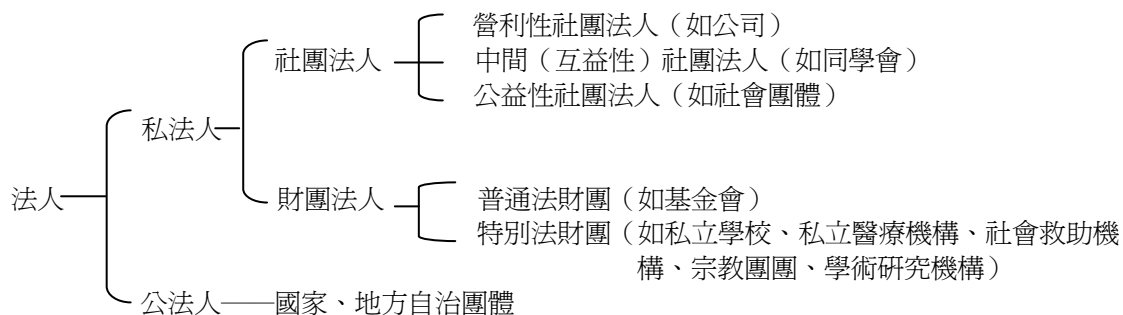 營利性社團法人（如公司）
社團法人
中間（互益性）社團法人（如同學會）
公益性社團法人（如社會團體）
私法人
法人
財團法人
普通法財團（如基金會）
特別法財團（如私立學校、私立醫療機構、社會救助機
構、宗教團團、學術研究機構）
公法人——國家、地方自治團體